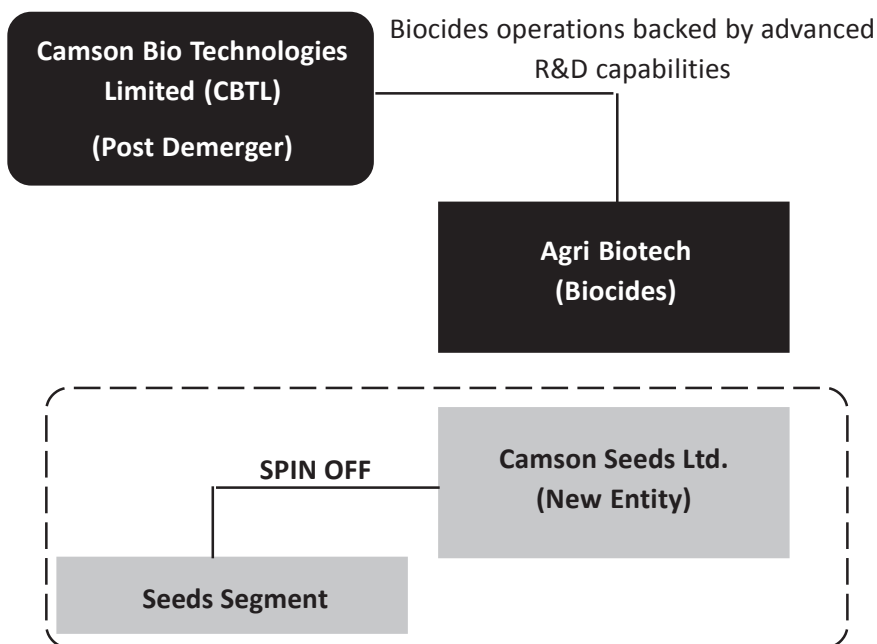 Camson Bio Technologies
Limited (CBTL)
(Post Demerger)
Biocides operations backed by advanced
R&D capabilities
Agri Biotech
(Biocides)
Camson Seeds Ltd.
(New Entity)
SPIN OFF
Seeds Segment